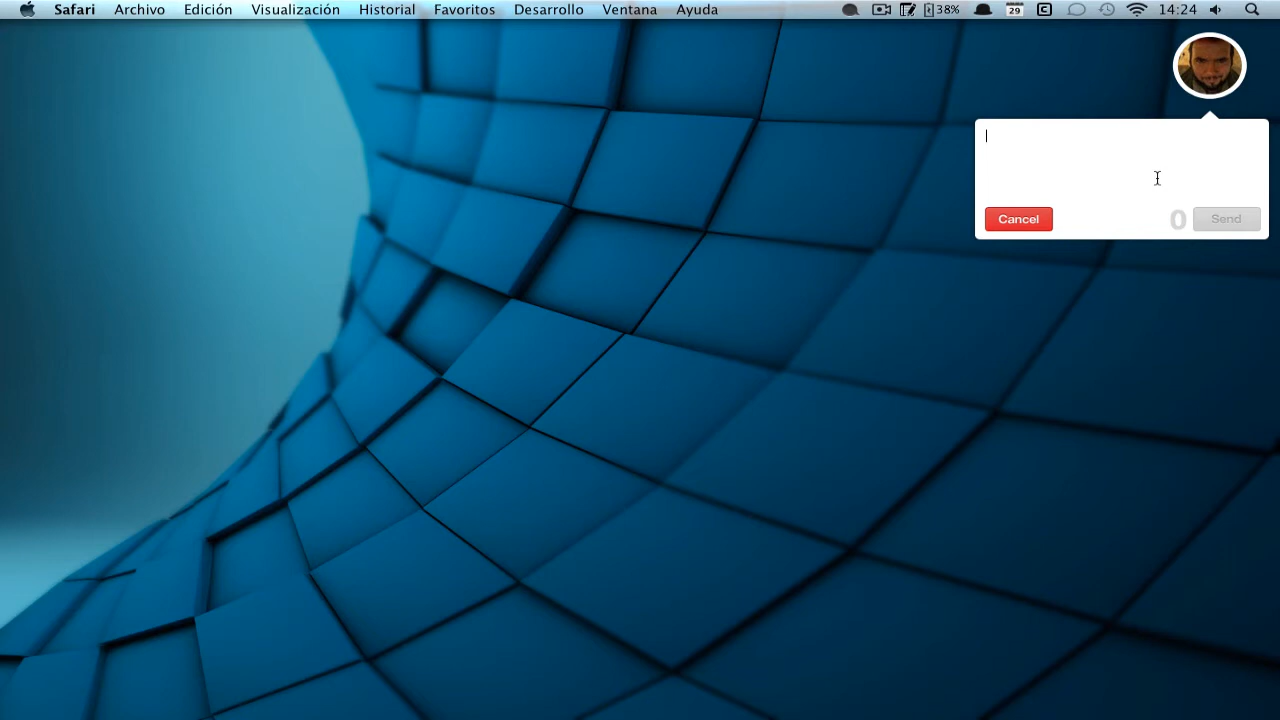 Safari Archivo Edición Visualización Historial Favoritos Desarrollo Ventana Ayuda 38% 29 C 14:24
0
Cancel Send